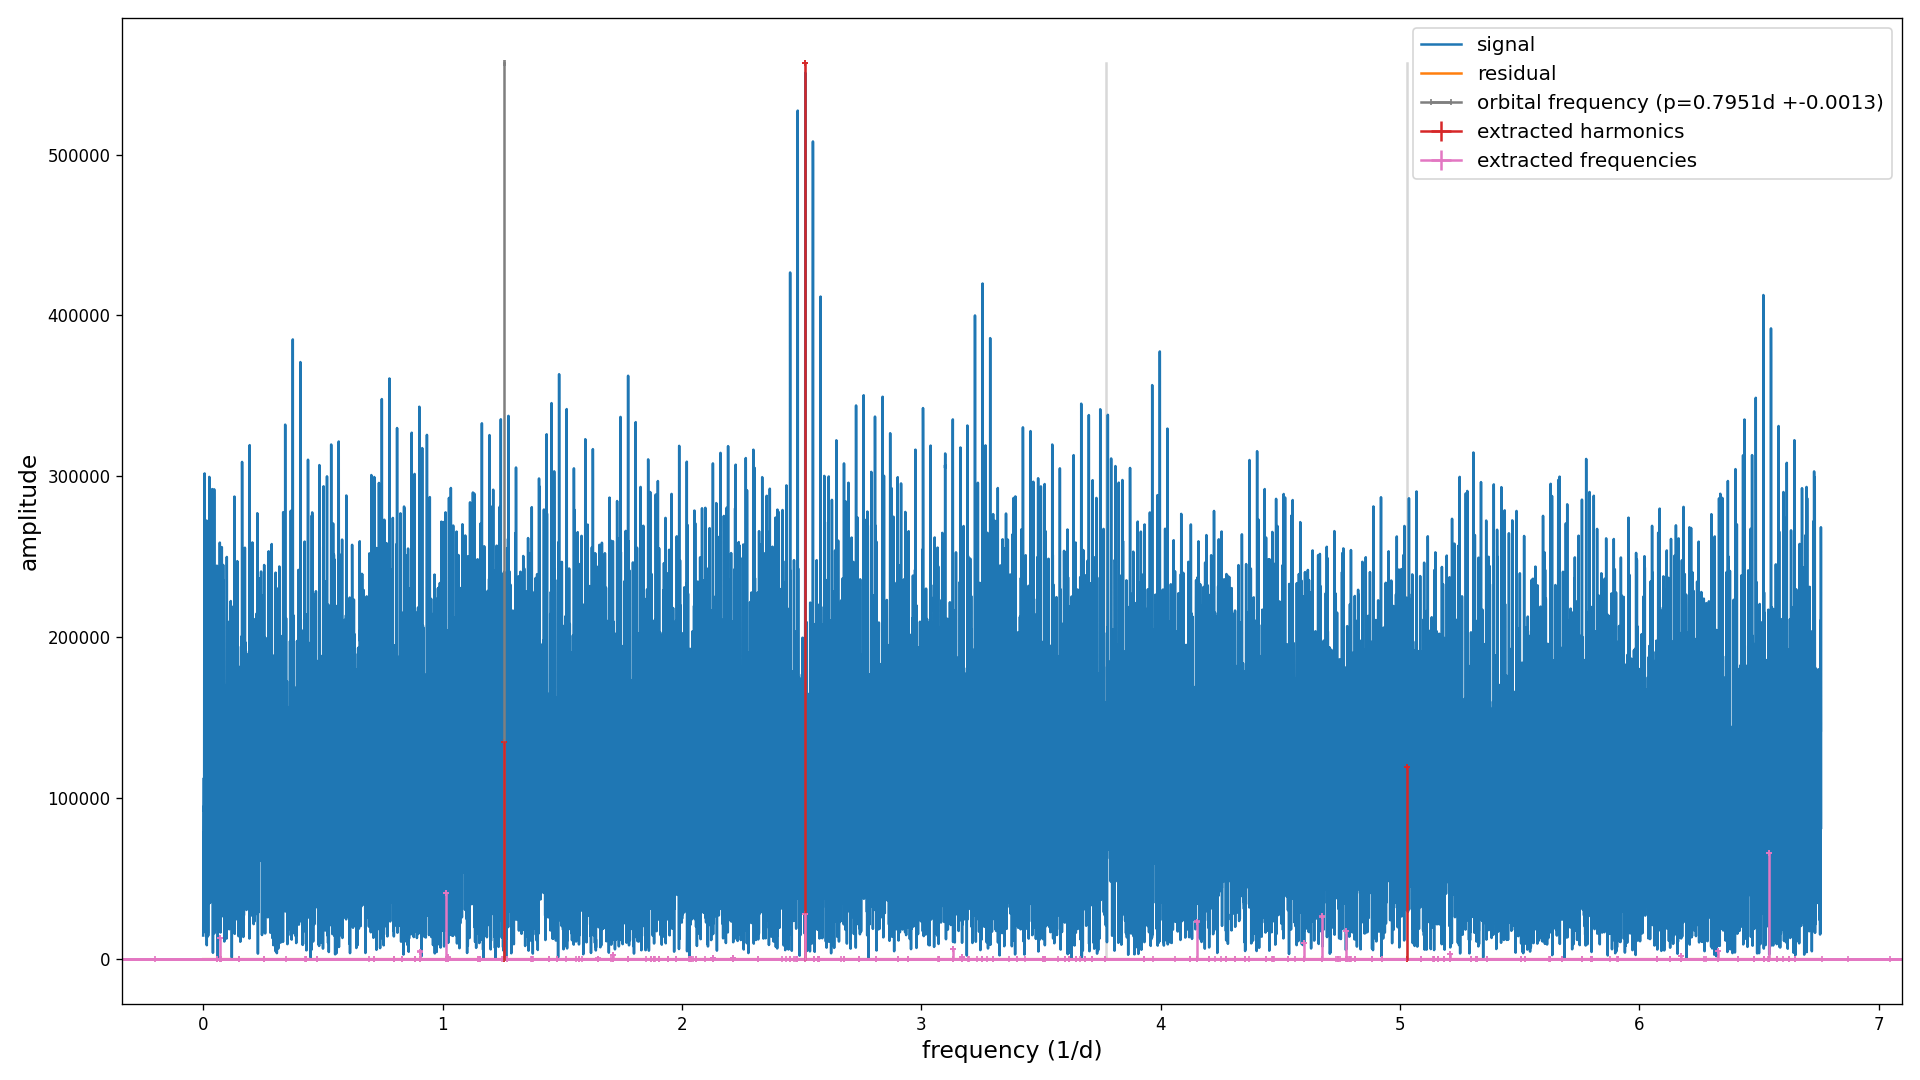 signal
residual
orbital frequency (p=0.7951d +-0.0013)
extracted harmonics
extracted frequencies
amplitude
500000
400000
300000
200000
100000
0
0 1 2 3 4 5 6 7
frequency (1/d)